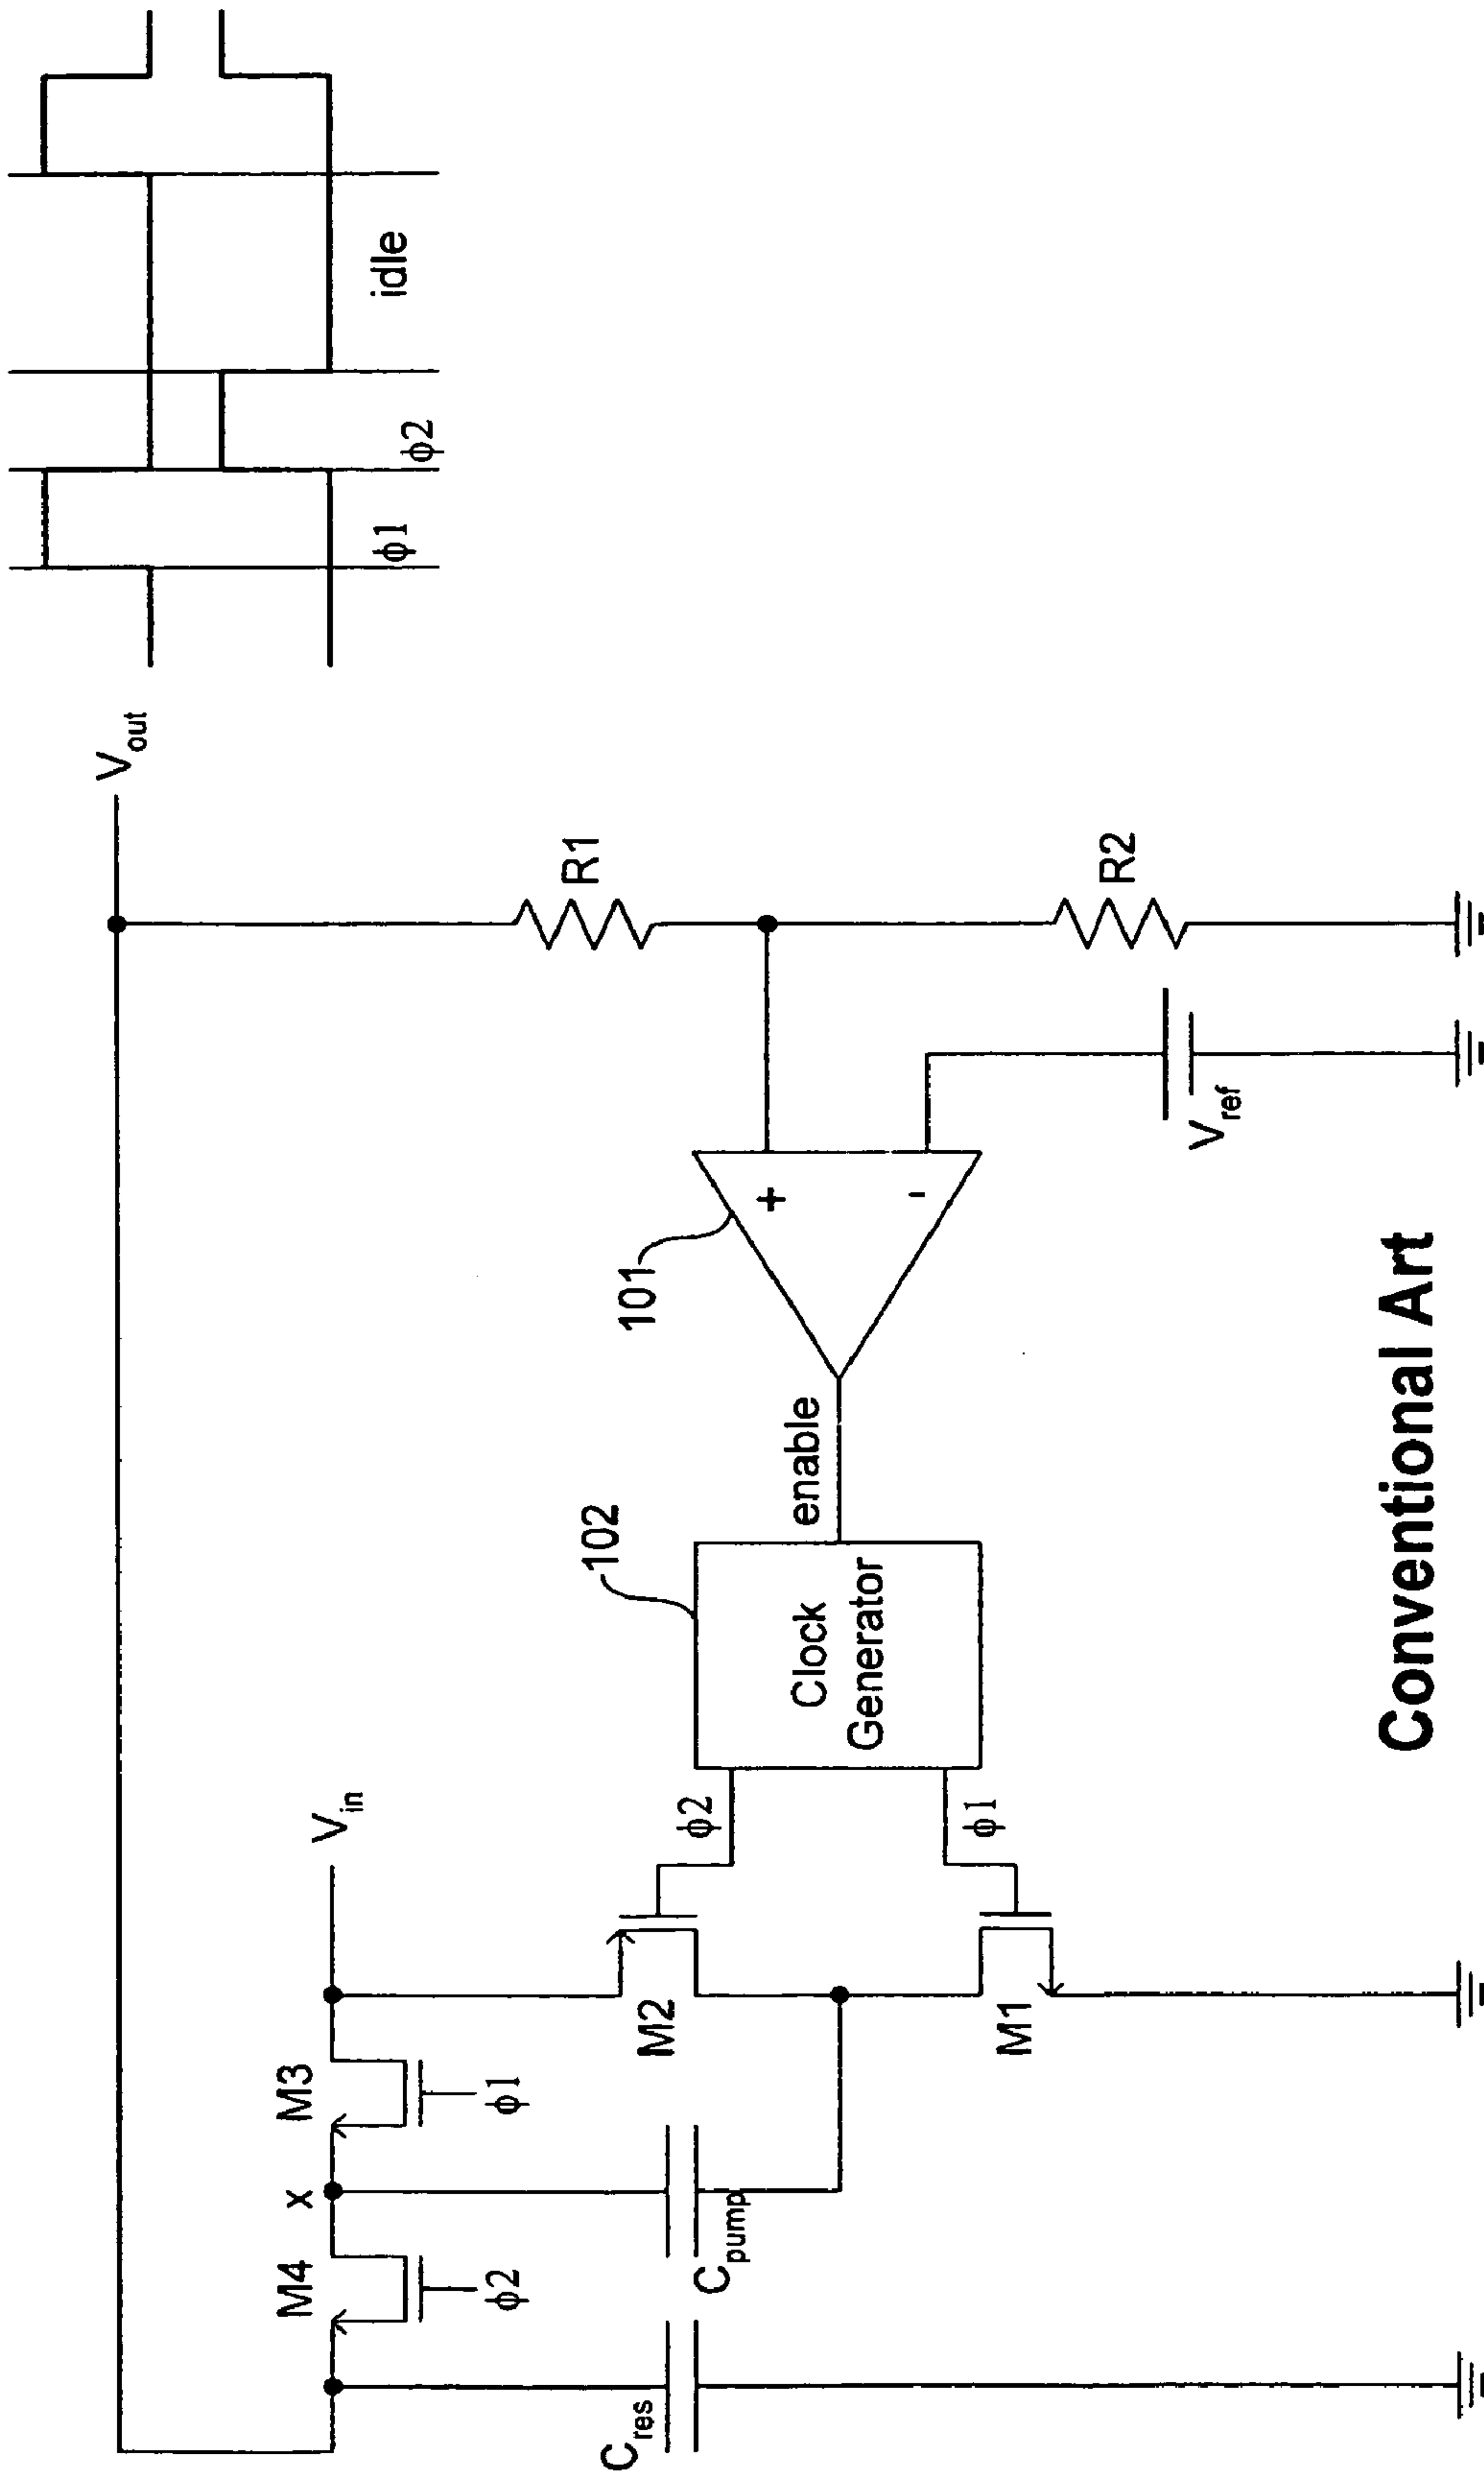 V_out
φ1
φ2
idle
V_in
M4
x
M3
φ2
φ1
C_res
C_pump
M2
M1
φ2
φ1
102
Clock
Generator
enable
101
+
-
R1
R2
V_ref
Conventional Art